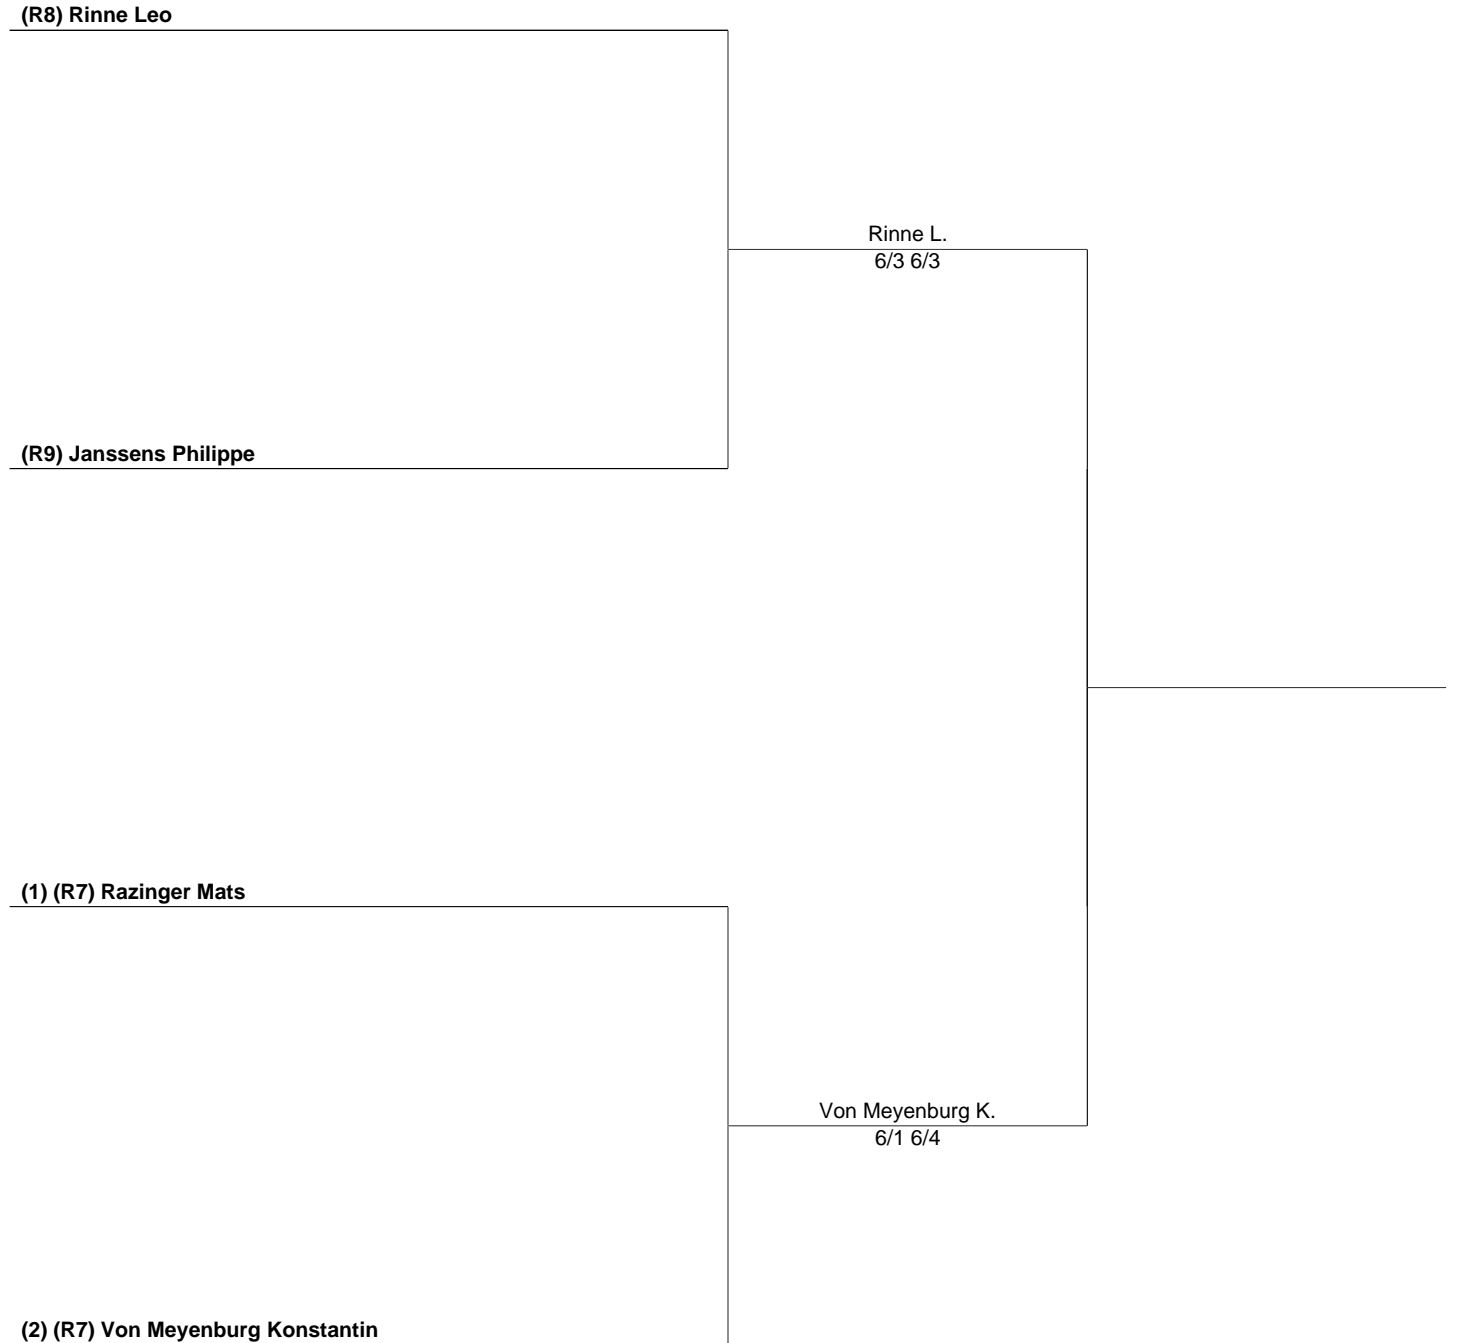 (R8) Rinne Leo
Rinne L.
6/3 6/3
(R9) Janssens Philippe
(1) (R7) Razinger Mats
Von Meyenburg K.
6/1 6/4
(2) (R7) Von Meyenburg Konstantin